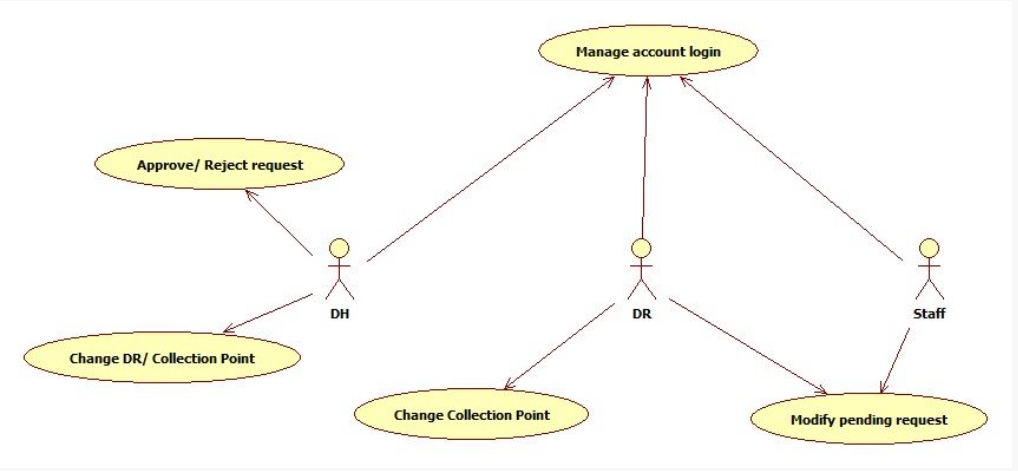 Manage account login
Approve/ Reject request
DH
DR
Staff
Change DR/ Collection Point
Change Collection Point
Modify pending request